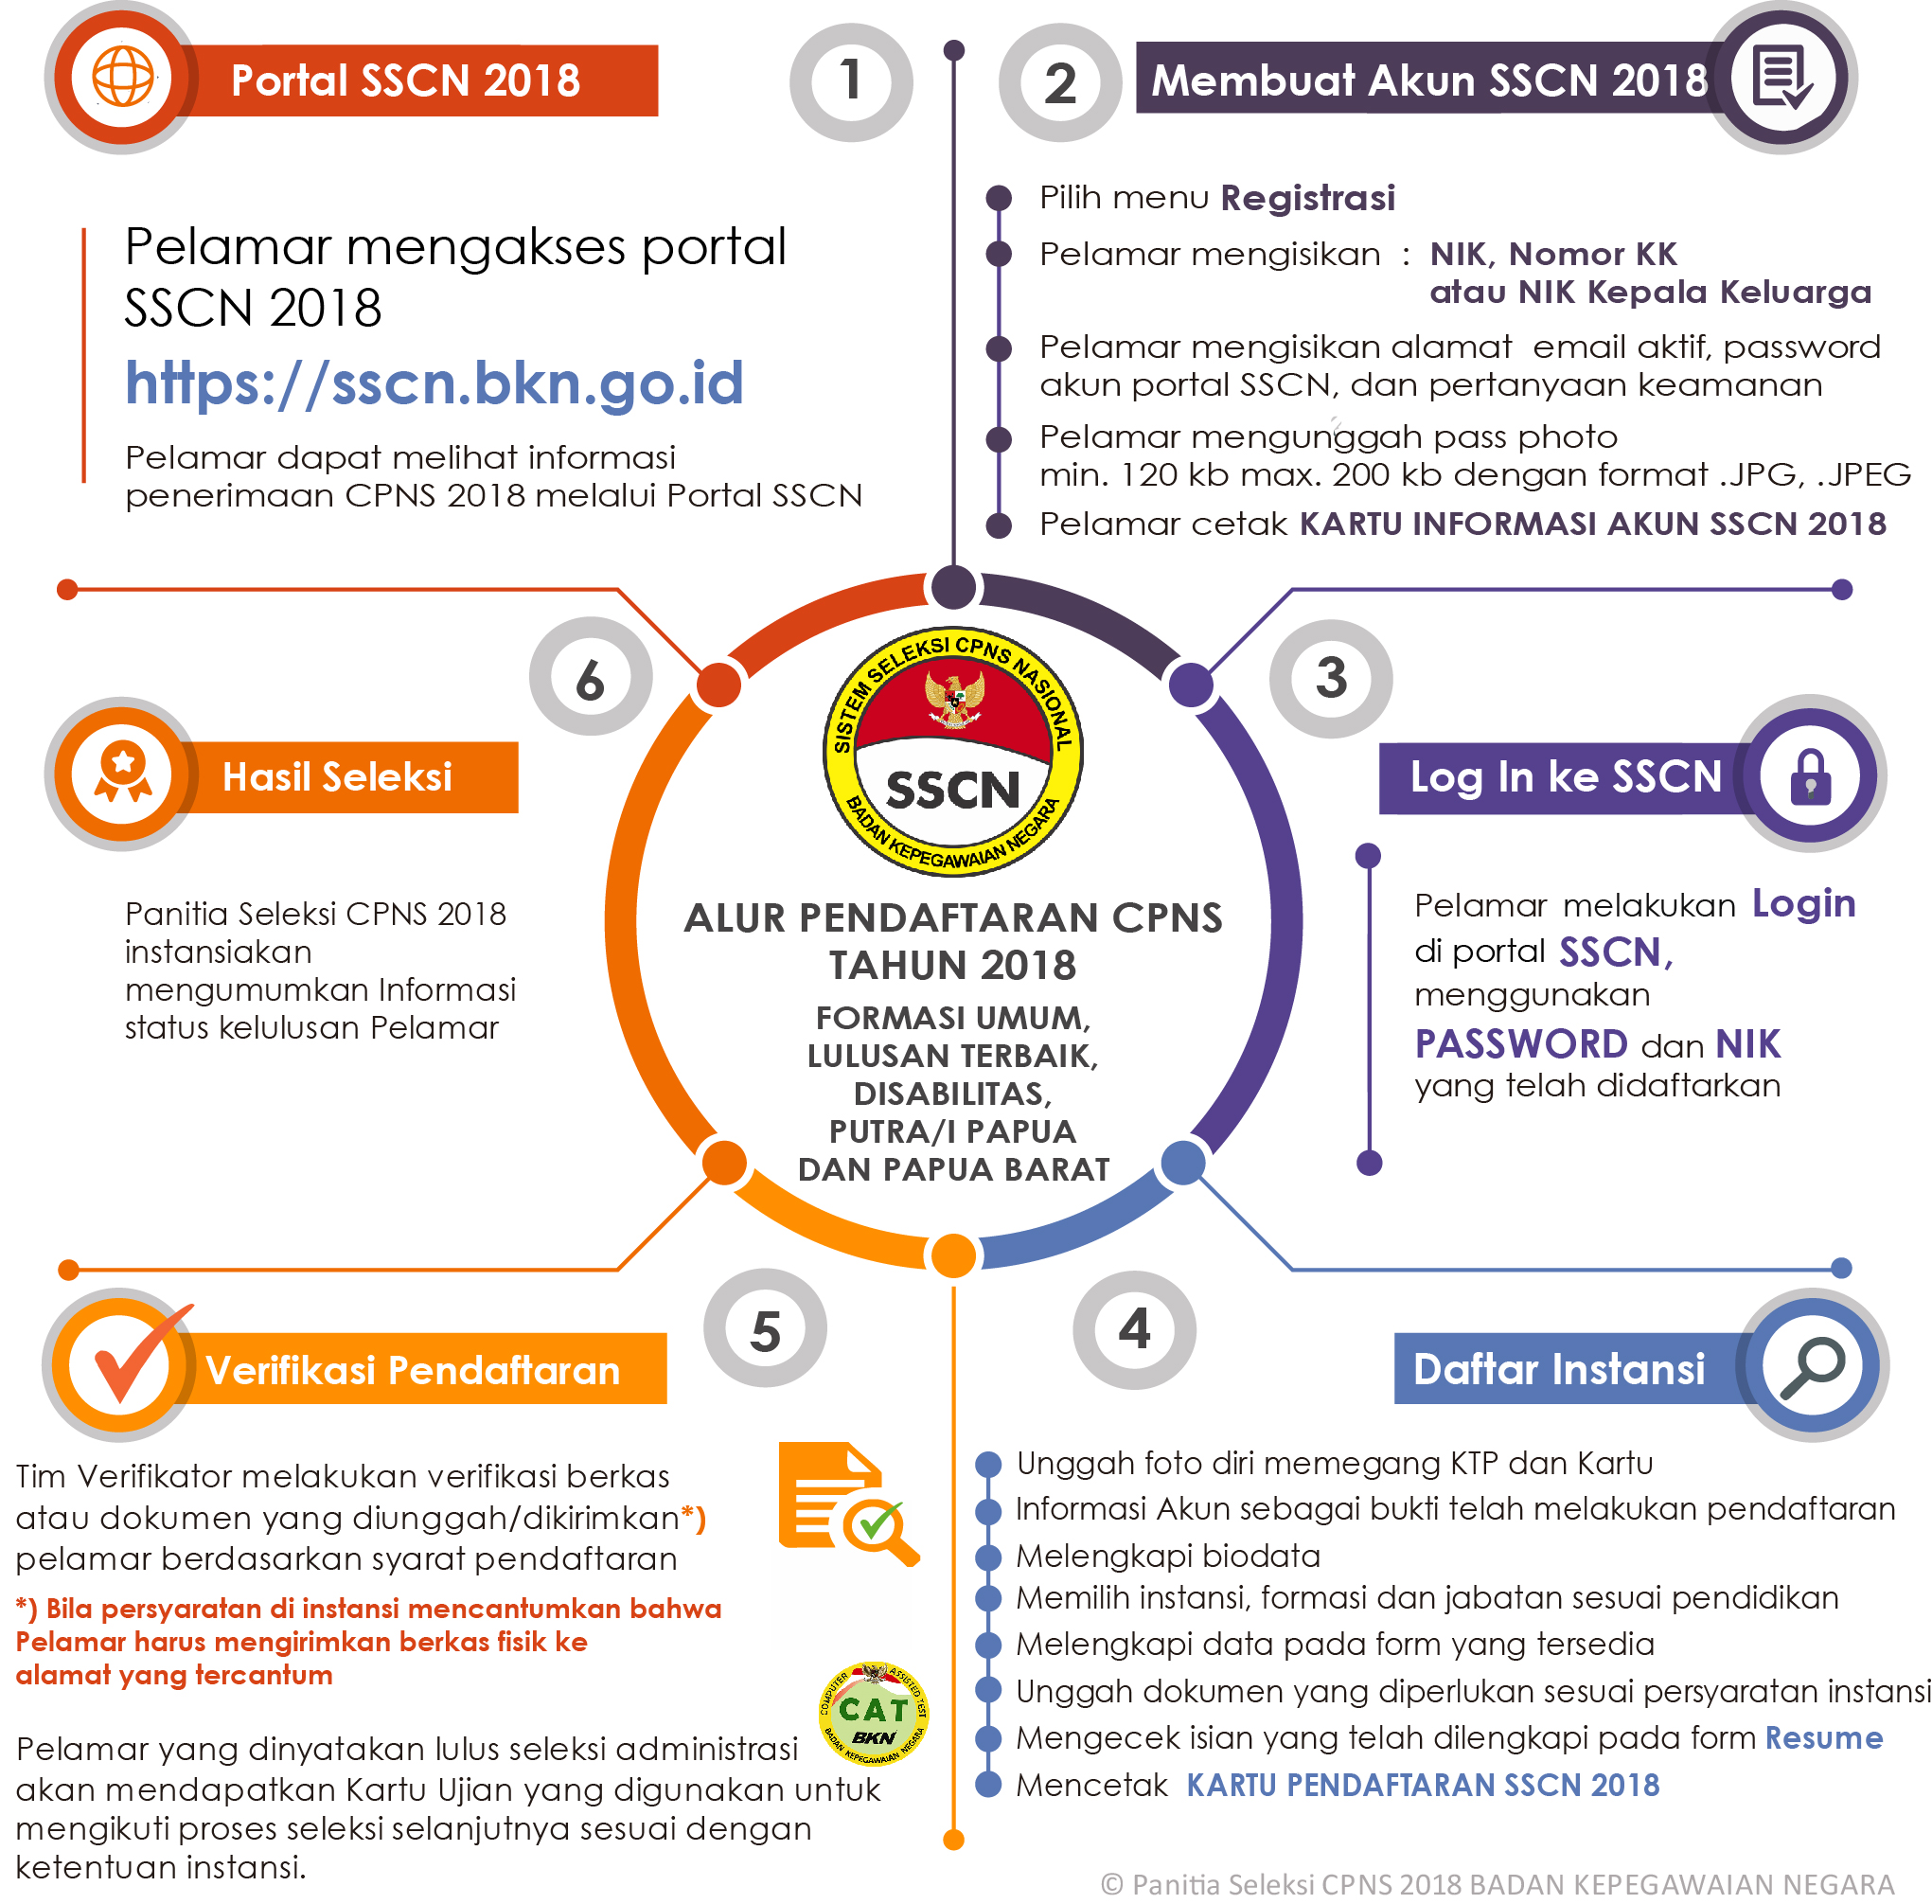 Portal SSCN 2018
1
Pelamar mengakses portal
SSCN 2018
https://sscn.bkn.go.id
Pelamar dapat melihat informasi
penerimaan CPNS 2018 melalui Portal SSCN
2
Membuat Akun SSCN 2018
Pilih menu Registrasi
Pelamar mengisikan : NIK, Nomor KK
atau NIK Kepala Keluarga
Pelamar mengisikan alamat email aktif, password
akun portal SSCN, dan pertanyaan keamanan
Pelamar mengunggah pass photo
min. 120 kb max. 200 kb dengan format .JPG, .JPEG
Pelamar cetak KARTU INFORMASI AKUN SSCN 2018
3
Log In ke SSCN
Pelamar melakukan Login
di portal SSCN,
menggunakan
PASSWORD dan NIK
yang telah didaftarkan
SISTEM SELEKSI CPNS NASIONAL
SSCN
BADAN KEPEGAWAIAN NEGARA
ALUR PENDAFTARAN CPNS
TAHUN 2018
FORMASI UMUM,
LULUSAN TERBAIK,
DISABILITAS,
PUTRA/I PAPUA
DAN PAPUA BARAT
4
Daftar Instansi
Unggah foto diri memegang KTP dan Kartu
Informasi Akun sebagai bukti telah melakukan pendaftaran
Melengkapi biodata
Memilih instansi, formasi dan jabatan sesuai pendidikan
Melengkapi data pada form yang tersedia
Unggah dokumen yang diperlukan sesuai persyaratan instansi
Mengecek isian yang telah dilengkapi pada form Resume
Mencetak KARTU PENDAFTARAN SSCN 2018
5
Verifikasi Pendaftaran
Tim Verifikator melakukan verifikasi berkas
atau dokumen yang diunggah/dikirimkan*)
pelamar berdasarkan syarat pendaftaran
*) Bila persyaratan di instansi mencantumkan bahwa
Pelamar harus mengirimkan berkas fisik ke
alamat yang tercantum
COMPUTER ASSISTED TEST
CAT
BKN
BADAN KEPEGAWAIAN NEGARA
Pelamar yang dinyatakan lulus seleksi administrasi
akan mendapatkan Kartu Ujian yang digunakan untuk
mengikuti proses seleksi selanjutnya sesuai dengan
ketentuan instansi.
6
Hasil Seleksi
Panitia Seleksi CPNS 2018
instansiakan
mengumumkan Informasi
status kelulusan Pelamar
© Panitia Seleksi CPNS 2018 BADAN KEPEGAWAIAN NEGARA